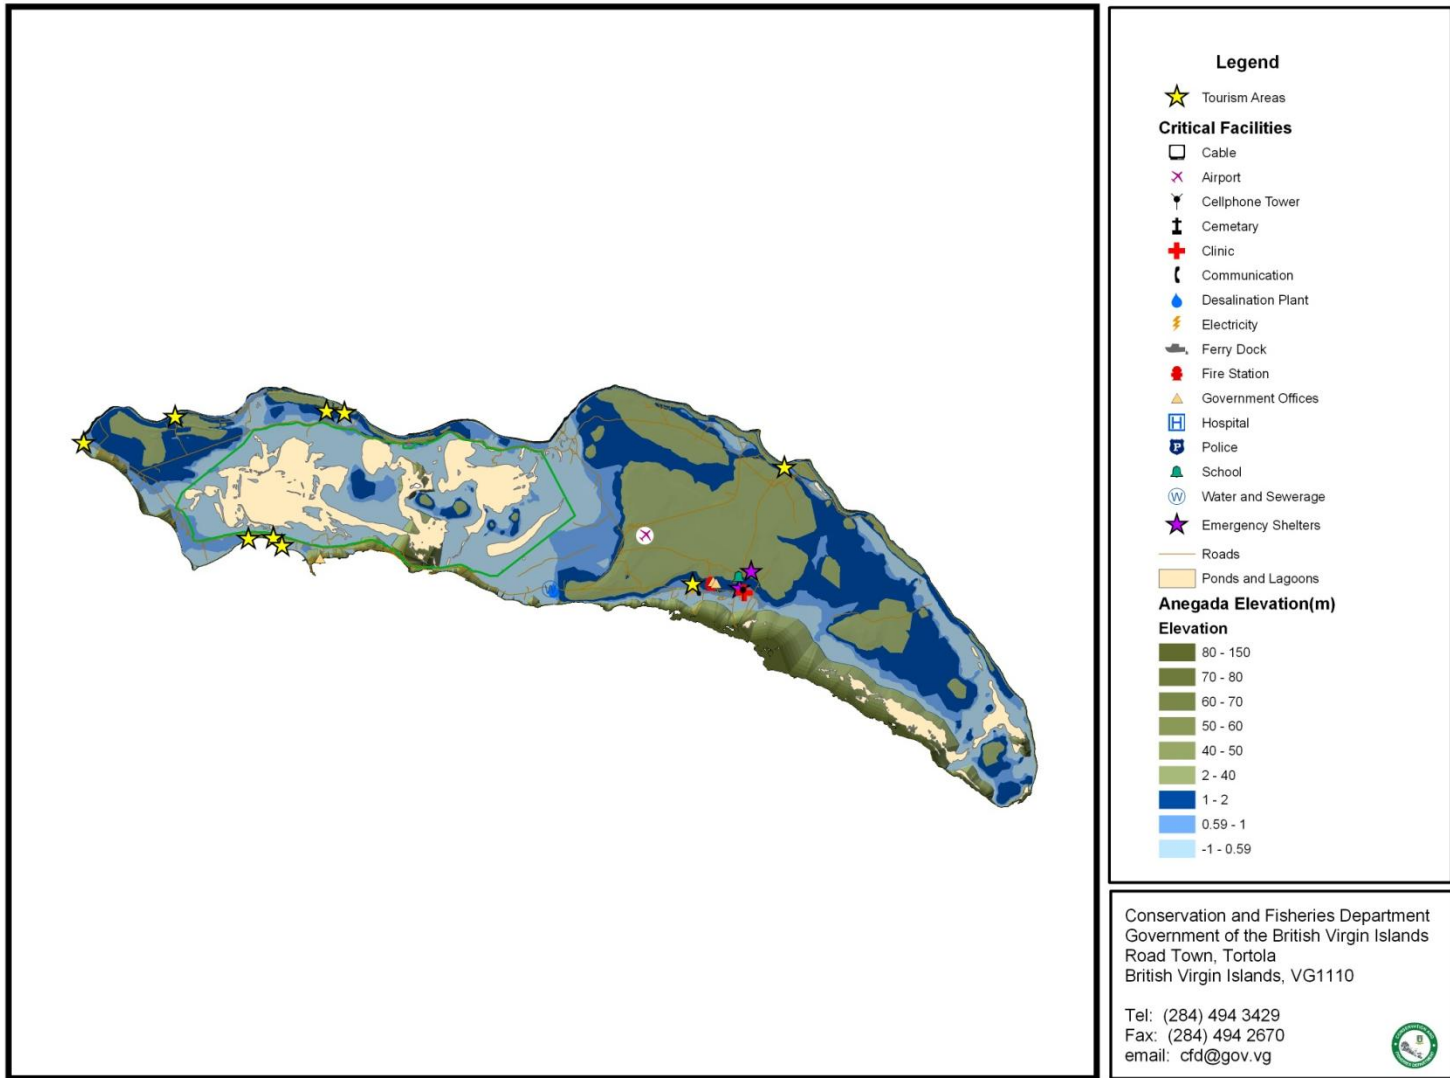 Legend
Tourism Areas
Critical Facilities
Cable
Airport
Cellphone Tower
Cemetary
Clinic
Communication
Desalination Plant
Electricity
Ferry Dock
Fire Station
Government Offices
H Hospital
P Police
School
W Water and Sewerage
Emergency Shelters
Roads
Ponds and Lagoons
Anegada Elevation(m)
Elevation
80 - 150
70 - 80
60 - 70
50 - 60
40 - 50
2 - 40
1 - 2
0.59 - 1
-1 - 0.59
W
Conservation and Fisheries Department
Government of the British Virgin Islands
Road Town, Tortola
British Virgin Islands, VG1110
Tel: (284) 494 3429
Fax: (284) 494 2670
email: cfd@gov.vg